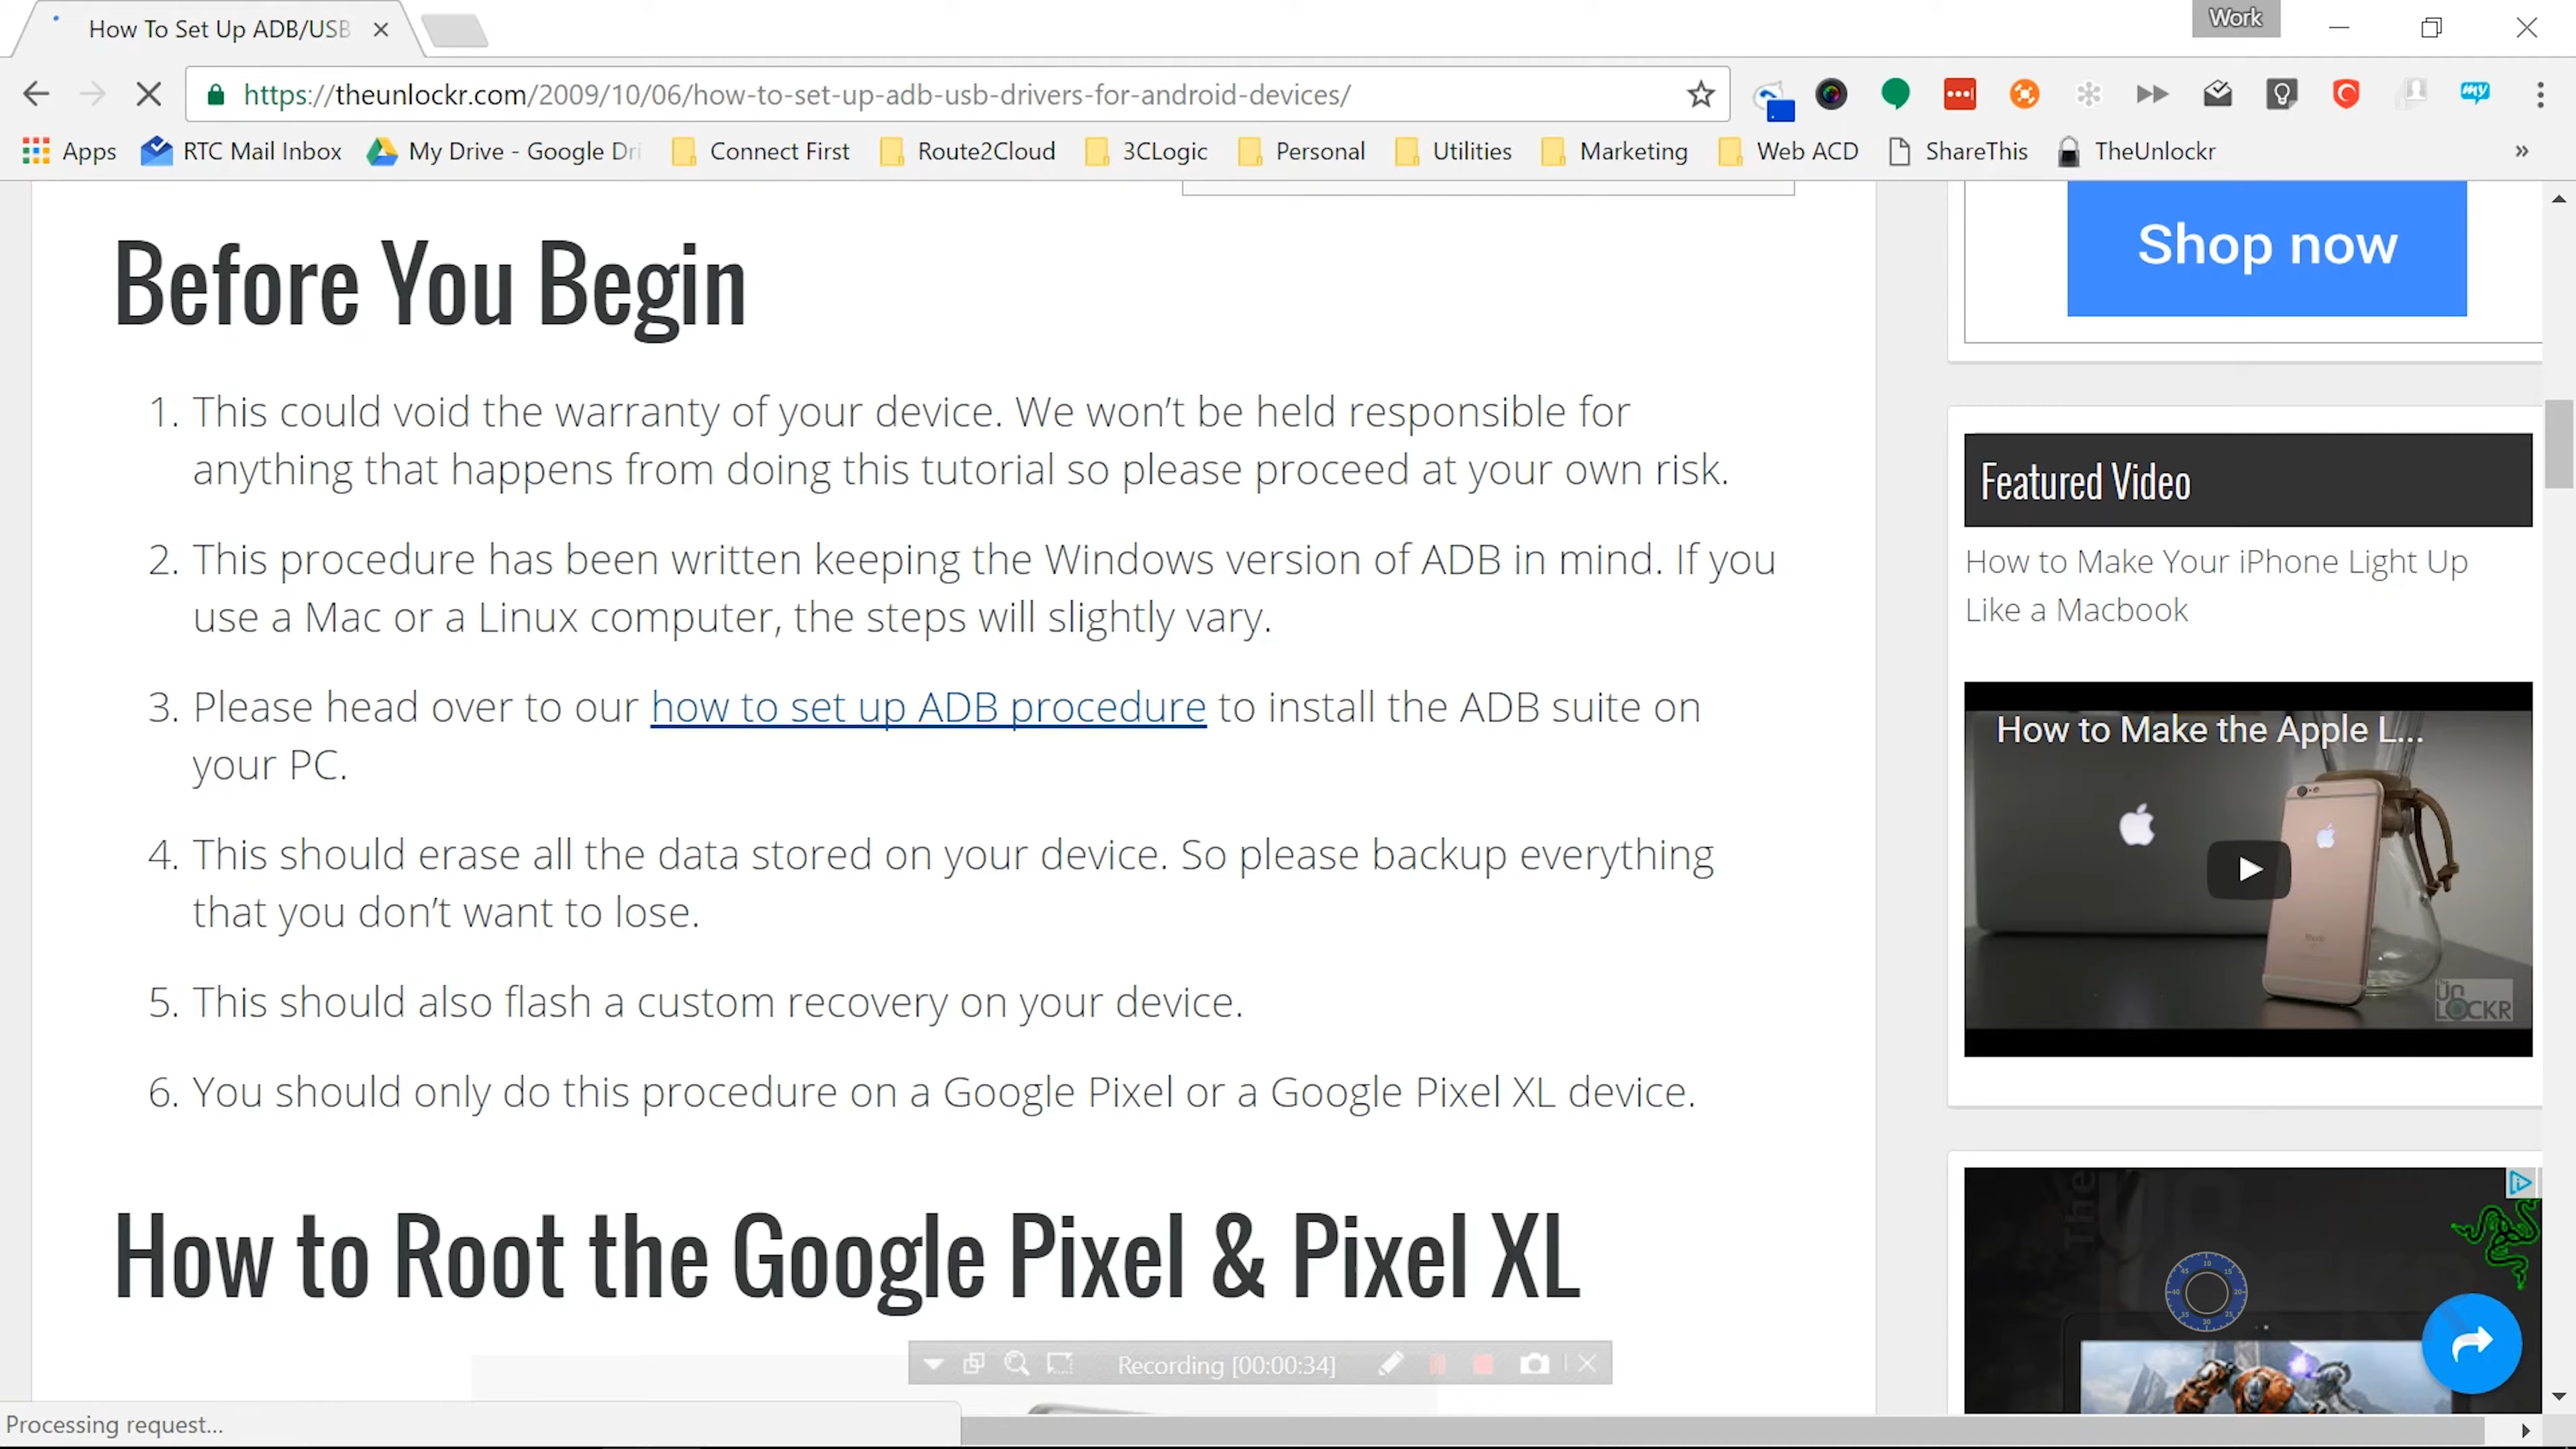 How To Set Up ADB/USB
Work
https://theunlockr.com/2009/10/06/how-to-set-up-adb-usb-drivers-for-android-devices/
my
Apps
RTC Mail Inbox
My Drive - Google Dri
Connect First
Route2Cloud
3CLogic
Personal
Utilities
Marketing
Web ACD
ShareThis
TheUnlockr
»
Before You Begin
1. This could void the warranty of your device. We won't be held responsible for
anything that happens from doing this tutorial so please proceed at your own risk.
2. This procedure has been written keeping the Windows version of ADB in mind. If you
use a Mac or a Linux computer, the steps will slightly vary.
3. Please head over to our how to set up ADB procedure to install the ADB suite on
your PC.
4. This should erase all the data stored on your device. So please backup everything
that you don't want to lose.
5. This should also flash a custom recovery on your device.
6. You should only do this procedure on a Google Pixel or a Google Pixel XL device.
How to Root the Google Pixel & Pixel XL
Shop now
Featured Video
How to Make Your iPhone Light Up
Like a Macbook
How to Make the Apple L...
UN
LOCKR
Recording [00:00:34]
Processing request...